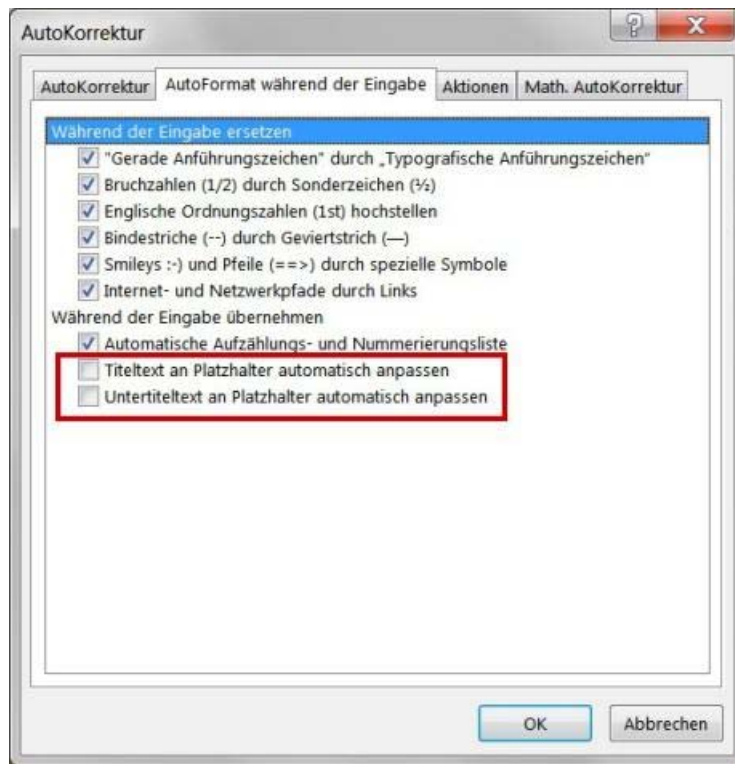 AutoKorrektur
AutoKorrektur AutoFormat während der Eingabe Aktionen Math. AutoKorrektur
Während der Eingabe ersetzen
"Gerade Anführungszeichen" durch „Typografische Anführungszeichen“
Bruchzahlen (1/2) durch Sonderzeichen (½)
Englische Ordnungszahlen (1st) hochstellen
Bindestriche (--) durch Geviertstrich (—)
Smileys :-) und Pfeile (==>) durch spezielle Symbole
Internet- und Netzwerkpfade durch Links
Während der Eingabe übernehmen
Automatische Aufzählungs- und Nummerierungsliste
Titeltext an Platzhalter automatisch anpassen
Untertiteltext an Platzhalter automatisch anpassen
OK Abbrechen